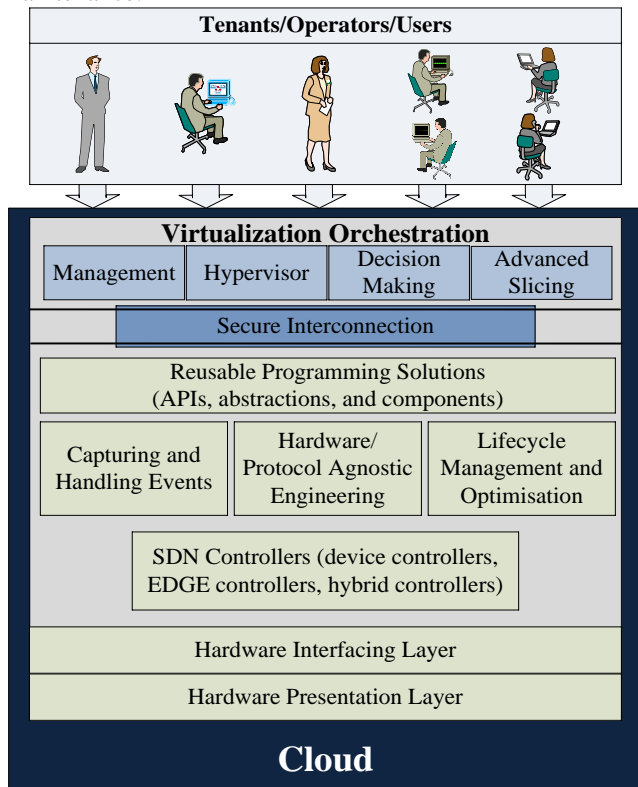 Tenants/Operators/Users
Virtualization Orchestration
Management
Hypervisor
Decision
Making
Advanced
Slicing
Secure Interconnection
Reusable Programming Solutions
(APIs, abstractions, and components)
Capturing and
Handling Events
Hardware/
Protocol Agnostic
Engineering
Lifecycle
Management and
Optimisation
SDN Controllers (device controllers,
EDGE controllers, hybrid controllers)
Hardware Interfacing Layer
Hardware Presentation Layer
Cloud